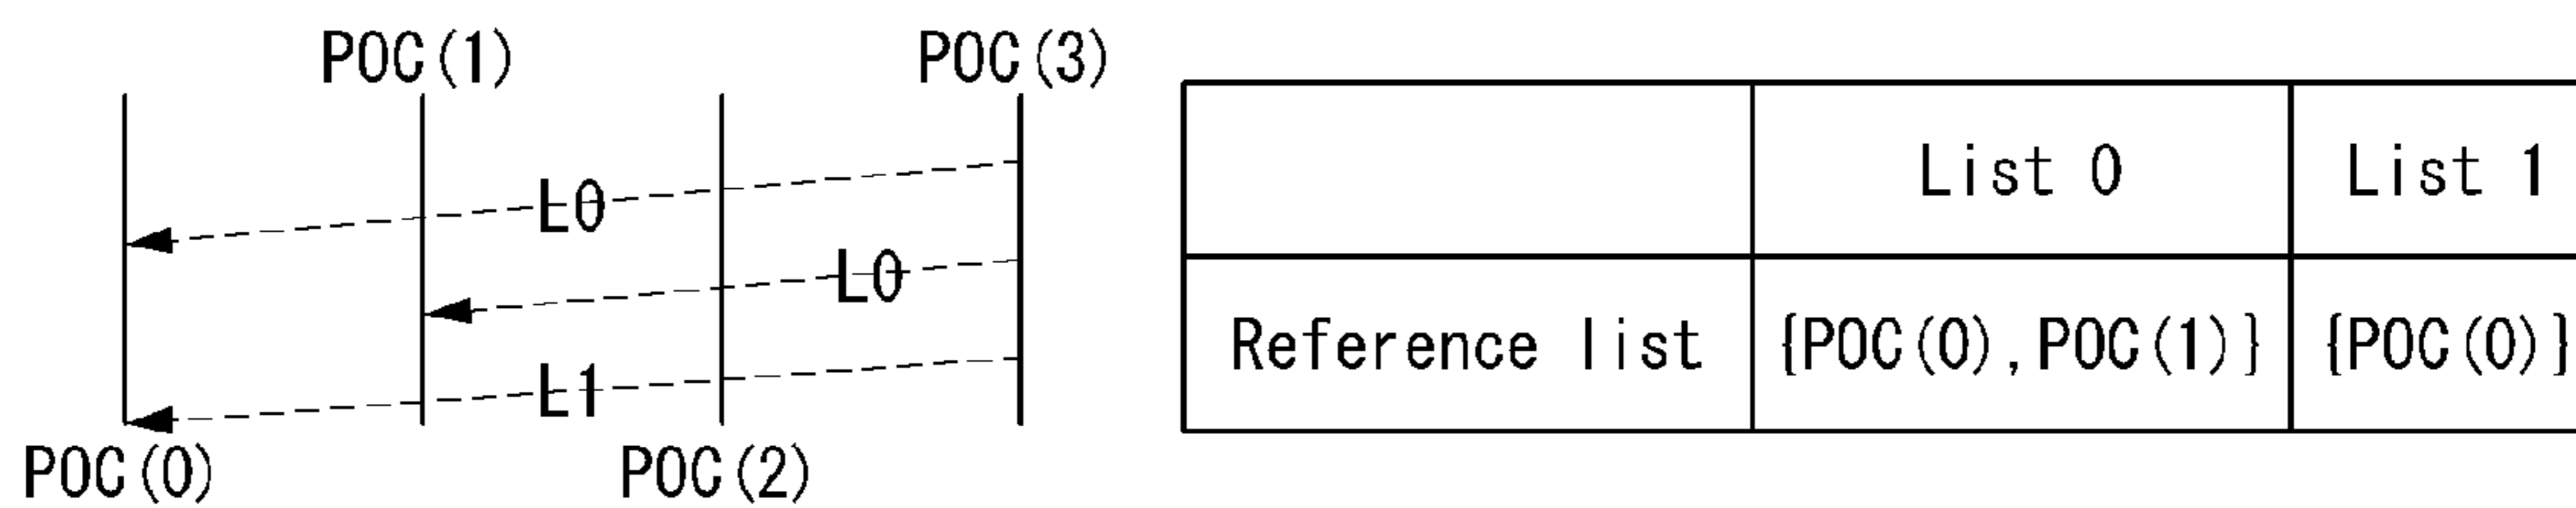 POC(1) POC(3)
L0
L0
L1
POC(0) POC(2)
List 0 List 1
Reference list {POC(0),POC(1)} {POC(0)}